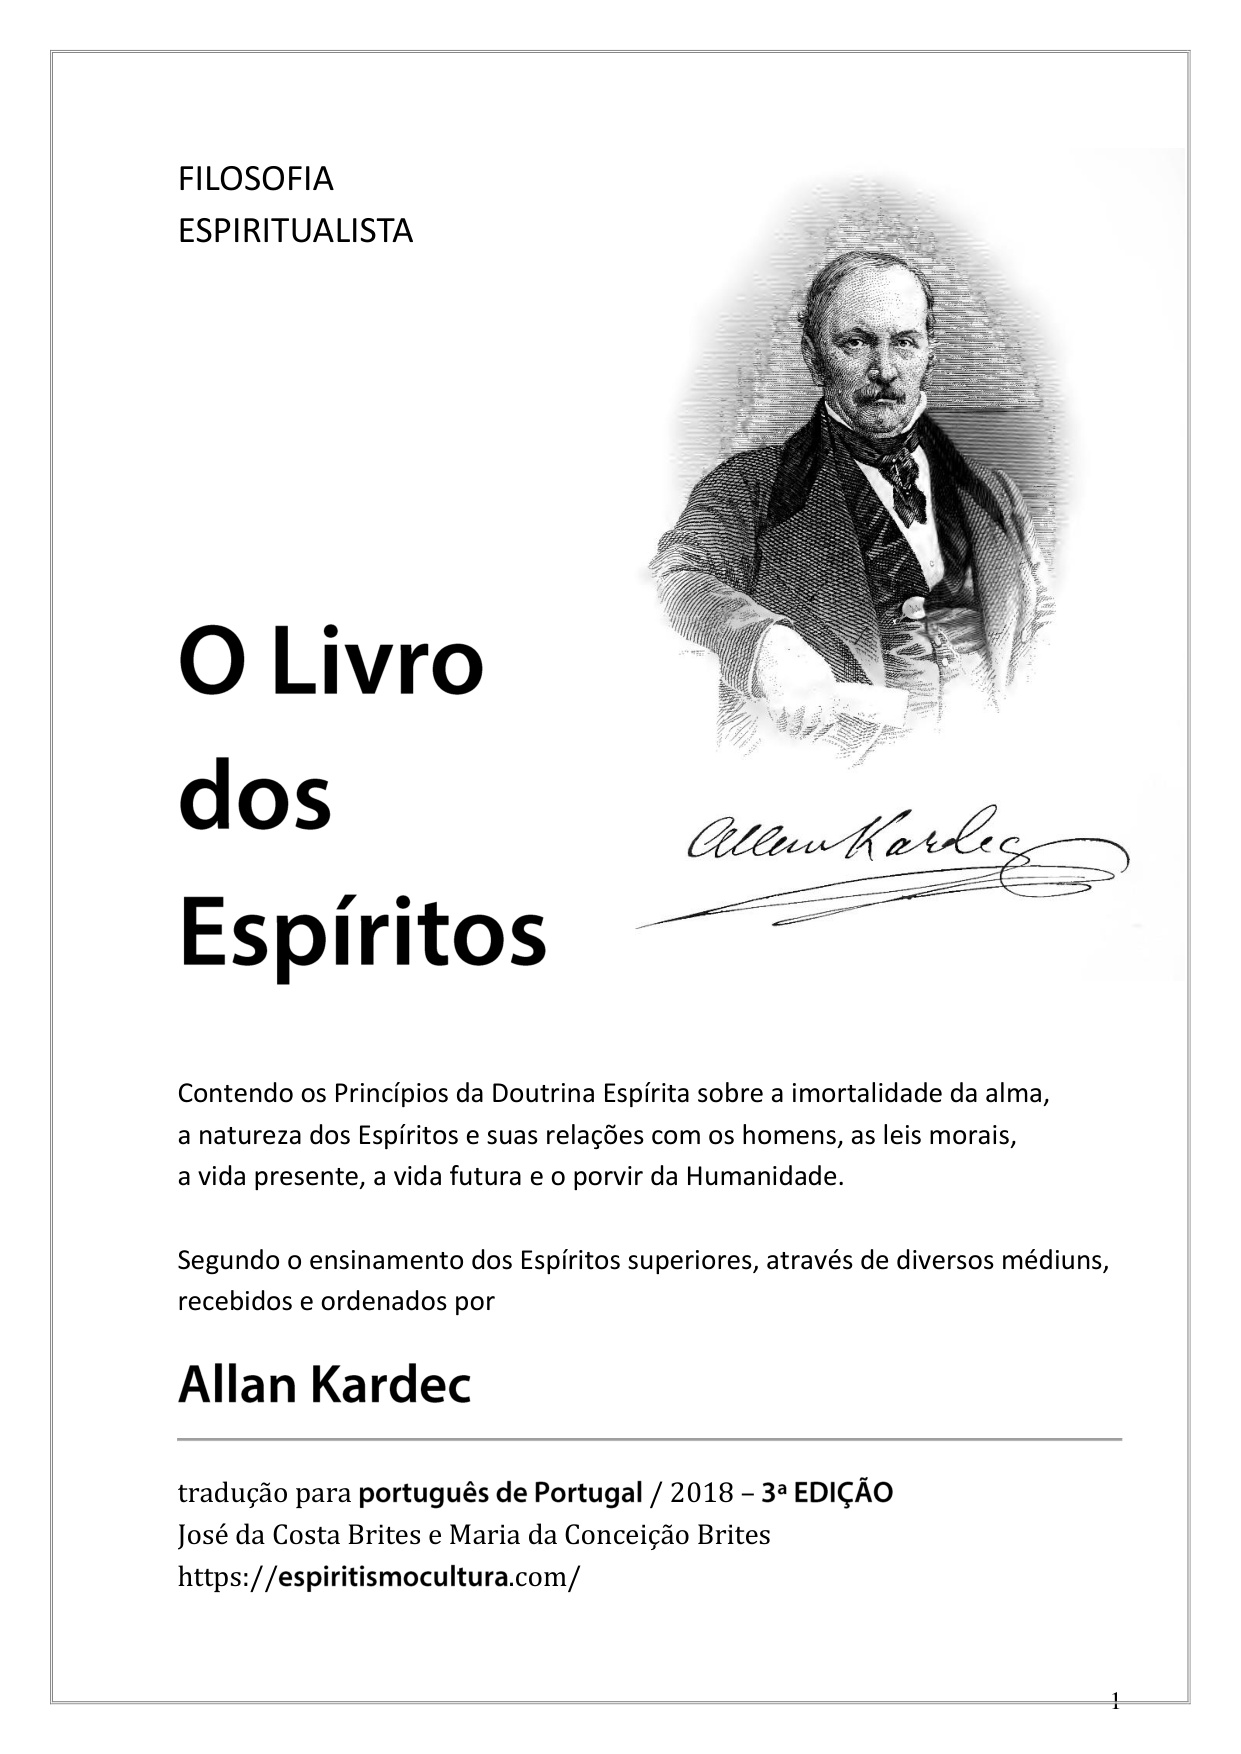 FILOSOFIA
ESPIRITUALISTA
O Livro
dos
Espíritos
Allan Kardec
Contendo os Princípios da Doutrina Espírita sobre a imortalidade da alma,
a natureza dos Espíritos e suas relações com os homens, as leis morais,
a vida presente, a vida futura e o porvir da Humanidade.
Segundo o ensinamento dos Espíritos superiores, através de diversos médiuns,
recebidos e ordenados por
Allan Kardec
tradução para português de Portugal / 2018 – 3ª EDIÇÃO
José da Costa Brites e Maria da Conceição Brites
https://espiritismocultura.com/
1